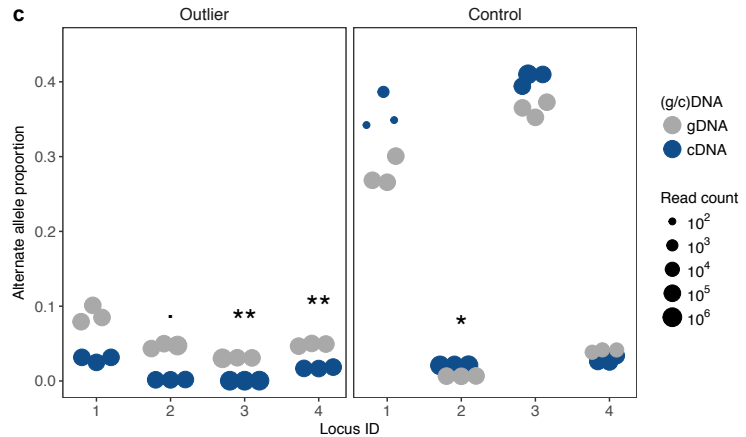 c
Outlier
Control
Alternate allele proportion
0.4
0.3
0.2
0.1
0.0
.
**
**
*
1 2 3 4
1 2 3 4
Locus ID
(g/c)DNA
gDNA
cDNA
Read count
10²
10³
10⁴
10⁵
10⁶